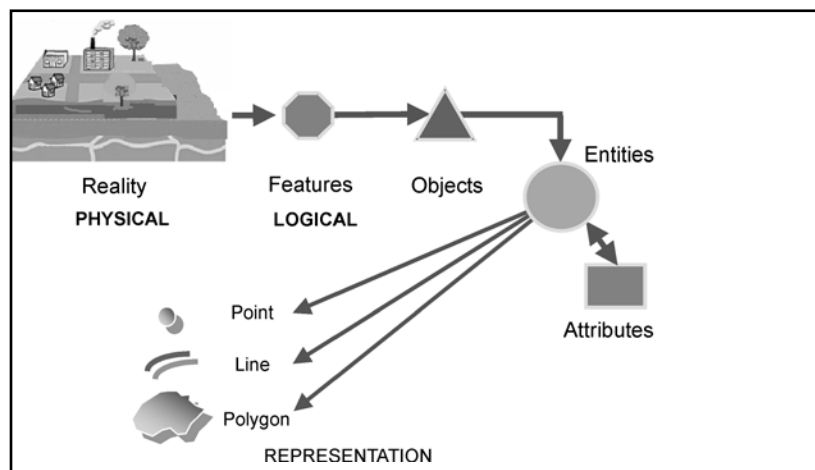 Entities
Reality Features Objects
PHYSICAL LOGICAL
Attributes
Point
Line
Polygon
REPRESENTATION